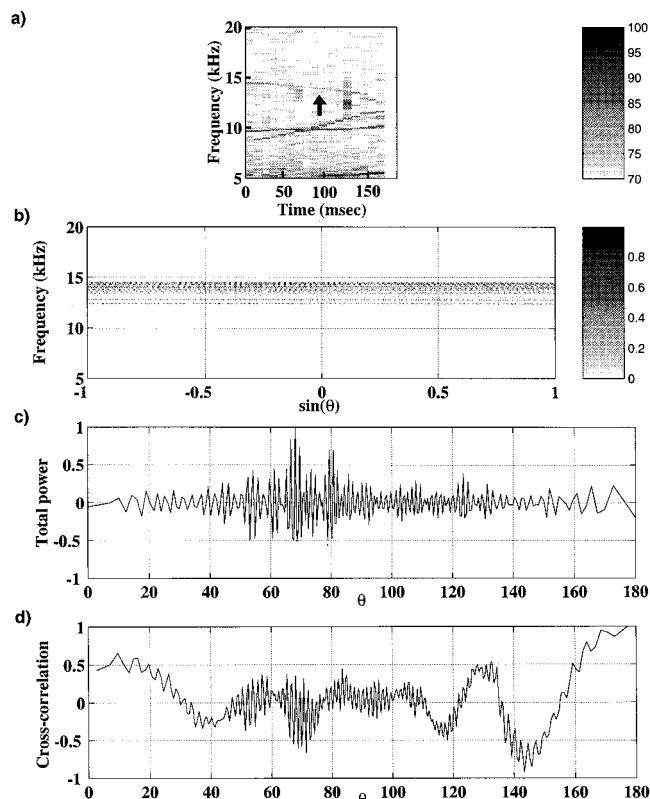 a)
20
15
10
5
Frequency (kHz)
0 50 100 150
Time (msec)
100
95
90
85
80
75
70
b)
20
15
10
5
Frequency (kHz)
-1 -0.5 0 0.5 1
sin(θ)
0.8
0.6
0.4
0.2
0
c)
1
0.5
0
-0.5
-1
Total power
0 20 40 60 80 100 120 140 160 180
θ
d)
1
0.5
0
-0.5
-1
Cross-correlation
0 20 40 60 80 100 120 140 160 180
θ